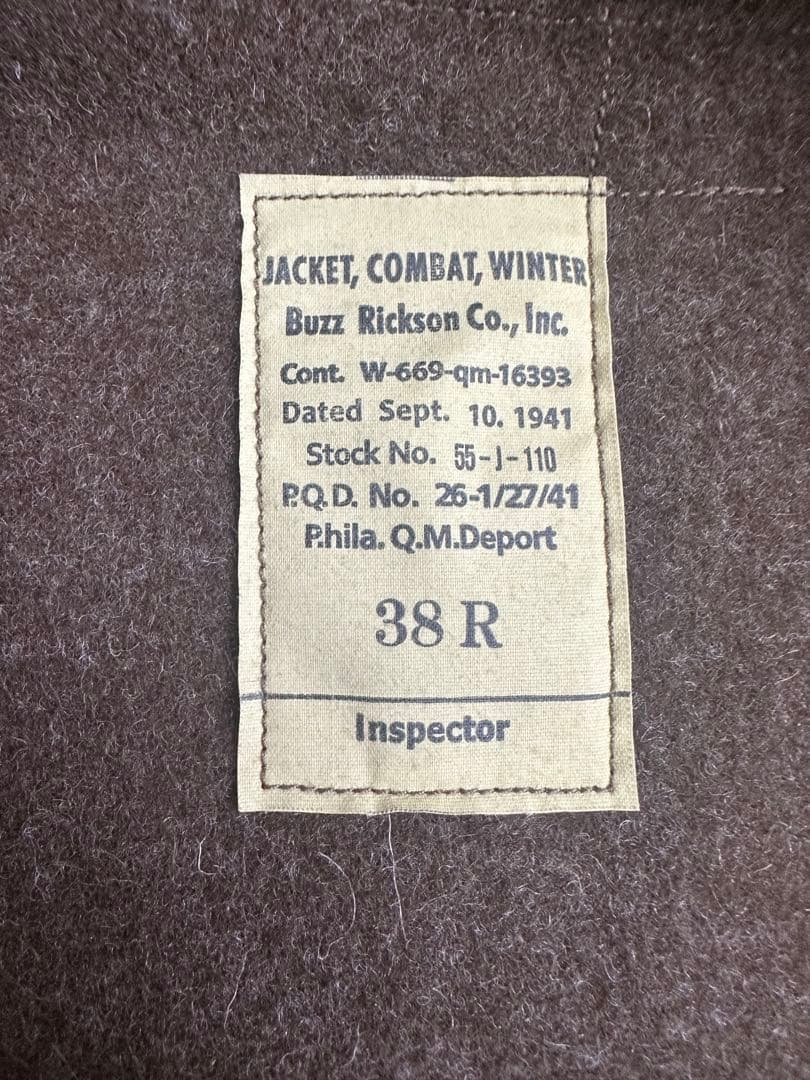 JACKET, COMBAT, WINTER
Buzz Rickson Co., Inc.
Cont. W-669-qm-16393
Dated Sept. 10. 1941
Stock No. 55-J-110
P.Q.D. No. 26-1/27/41
P.hila. Q.M.Deport
38 R
Inspector